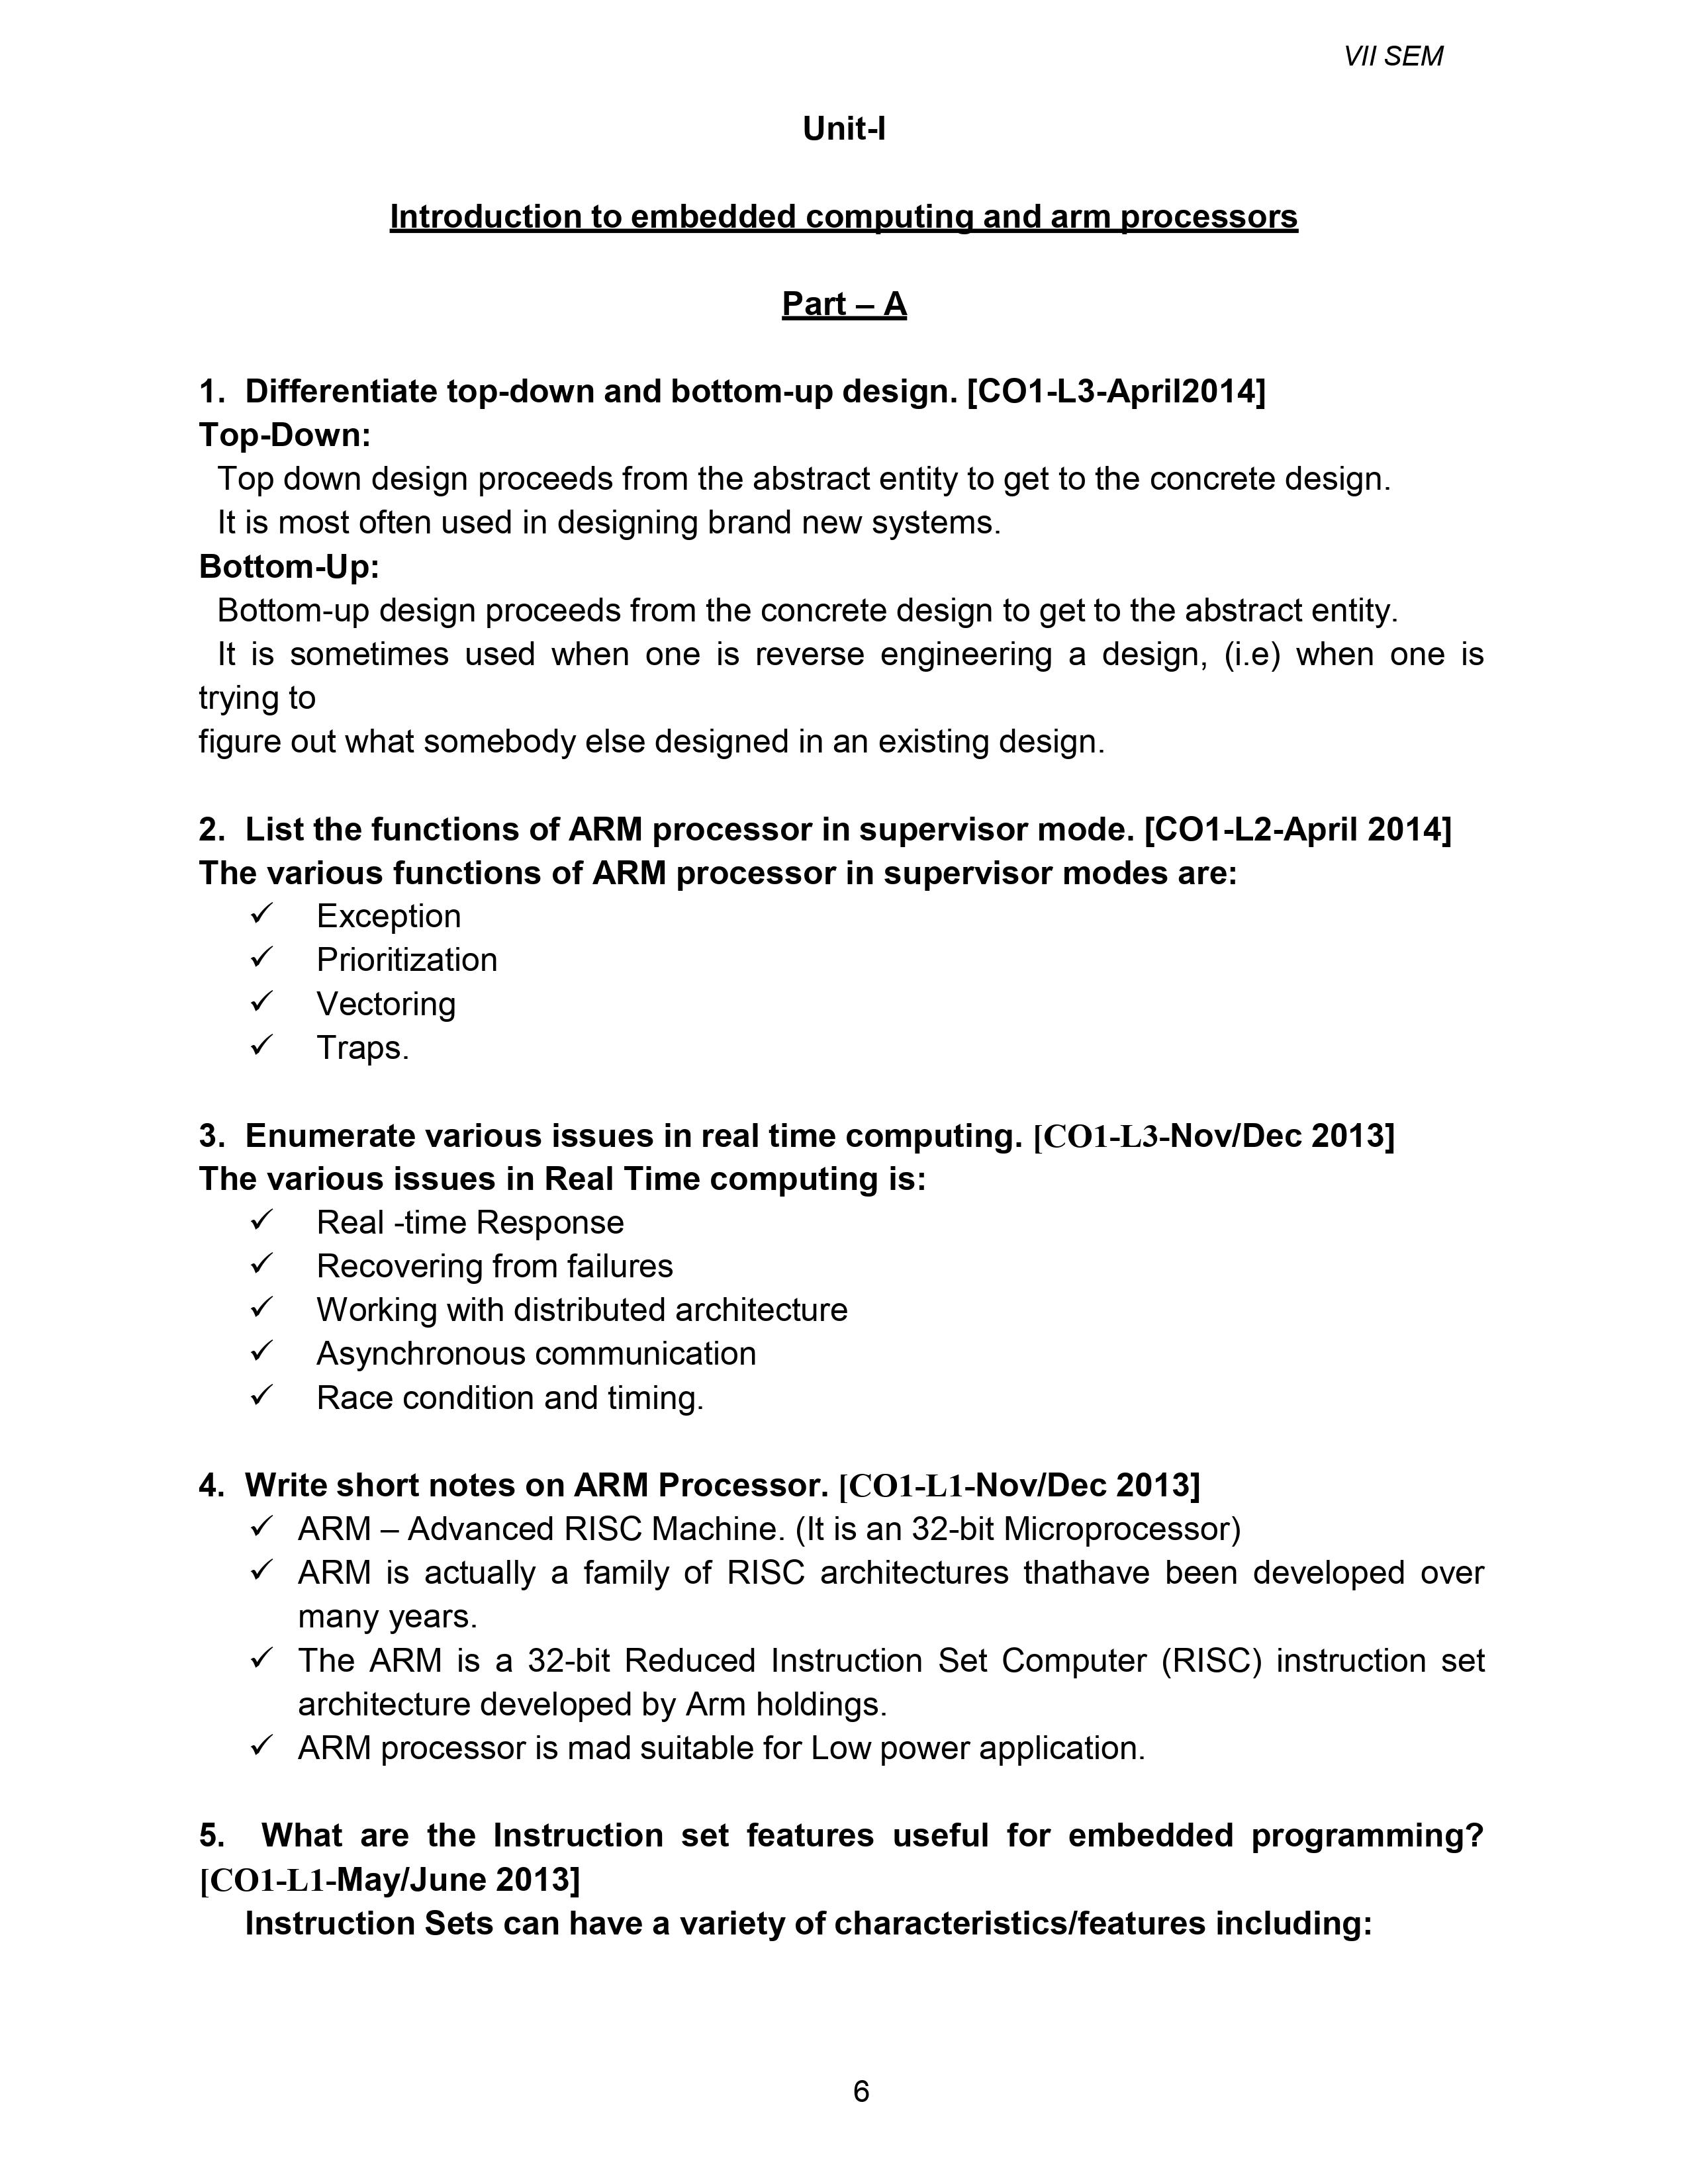 VII SEM
Unit-I
Introduction to embedded computing and arm processors
Part – A
1. Differentiate top-down and bottom-up design. [CO1-L3-April2014]
Top-Down:
Top down design proceeds from the abstract entity to get to the concrete design.
It is most often used in designing brand new systems.
Bottom-Up:
Bottom-up design proceeds from the concrete design to get to the abstract entity.
It is sometimes used when one is reverse engineering a design, (i.e) when one is
trying to
figure out what somebody else designed in an existing design.
2. List the functions of ARM processor in supervisor mode. [CO1-L2-April 2014]
The various functions of ARM processor in supervisor modes are:
✓ Exception
✓ Prioritization
✓ Vectoring
✓ Traps.
3. Enumerate various issues in real time computing. [CO1-L3-Nov/Dec 2013]
The various issues in Real Time computing is:
✓ Real -time Response
✓ Recovering from failures
✓ Working with distributed architecture
✓ Asynchronous communication
✓ Race condition and timing.
4. Write short notes on ARM Processor. [CO1-L1-Nov/Dec 2013]
✓ ARM – Advanced RISC Machine. (It is an 32-bit Microprocessor)
✓ ARM is actually a family of RISC architectures thathave been developed over
many years.
✓ The ARM is a 32-bit Reduced Instruction Set Computer (RISC) instruction set
architecture developed by Arm holdings.
✓ ARM processor is mad suitable for Low power application.
5. What are the Instruction set features useful for embedded programming?
[CO1-L1-May/June 2013]
Instruction Sets can have a variety of characteristics/features including:
6